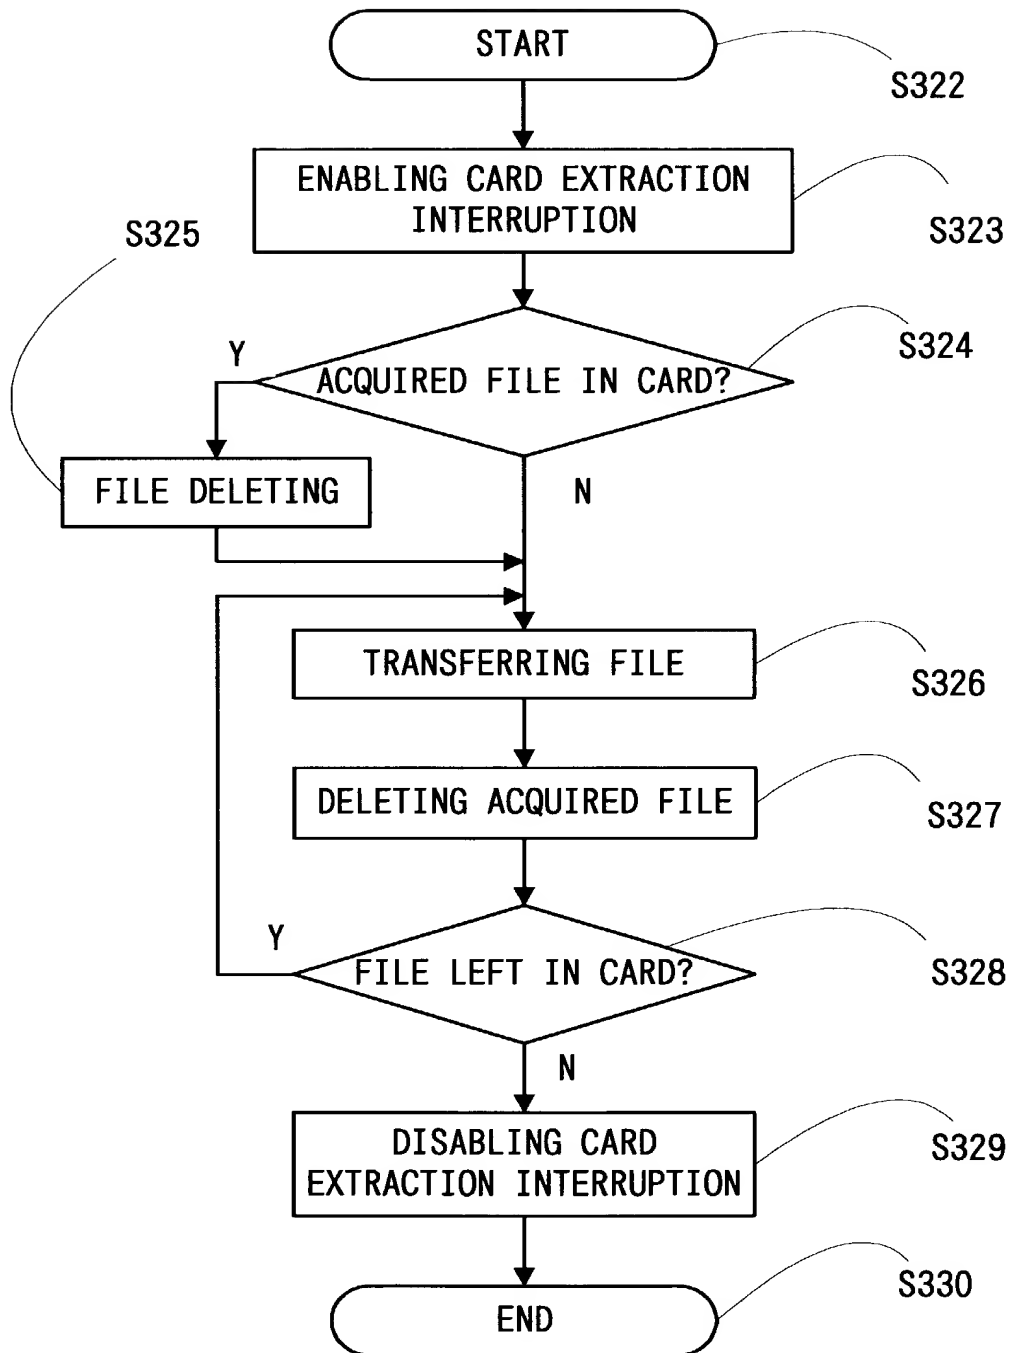 START
S322
ENABLING CARD EXTRACTION
INTERRUPTION
S323
S325
S324
Y
ACQUIRED FILE IN CARD?
FILE DELETING
N
TRANSFERRING FILE
S326
DELETING ACQUIRED FILE
S327
Y
FILE LEFT IN CARD?
S328
N
DISABLING CARD
EXTRACTION INTERRUPTION
S329
S330
END